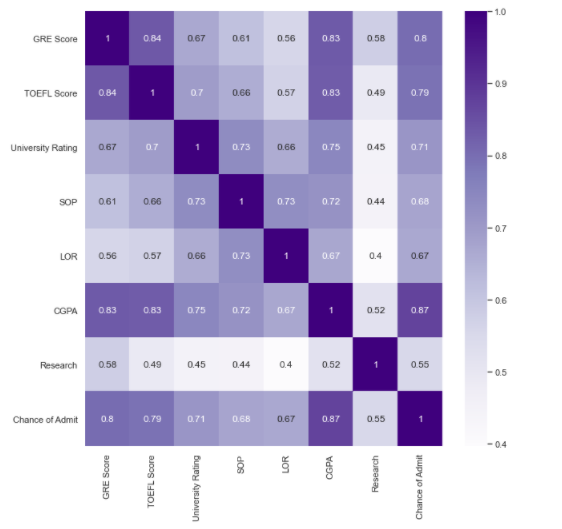 GRE Score 1 0.84 0.67 0.61 0.56 0.83 0.58 0.8
TOEFL Score 0.84 1 0.7 0.66 0.57 0.83 0.49 0.79
University Rating 0.67 0.7 1 0.73 0.66 0.75 0.45 0.71
SOP 0.61 0.66 0.73 1 0.73 0.72 0.44 0.68
LOR 0.56 0.57 0.66 0.73 1 0.67 0.4 0.67
CGPA 0.83 0.83 0.75 0.72 0.67 1 0.52 0.87
Research 0.58 0.49 0.45 0.44 0.4 0.52 1 0.55
Chance of Admit 0.8 0.79 0.71 0.68 0.67 0.87 0.55 1
GRE Score
TOEFL Score
University Rating
SOP
LOR
CGPA
Research
Chance of Admit
1.0
0.9
0.8
0.7
0.6
0.5
0.4